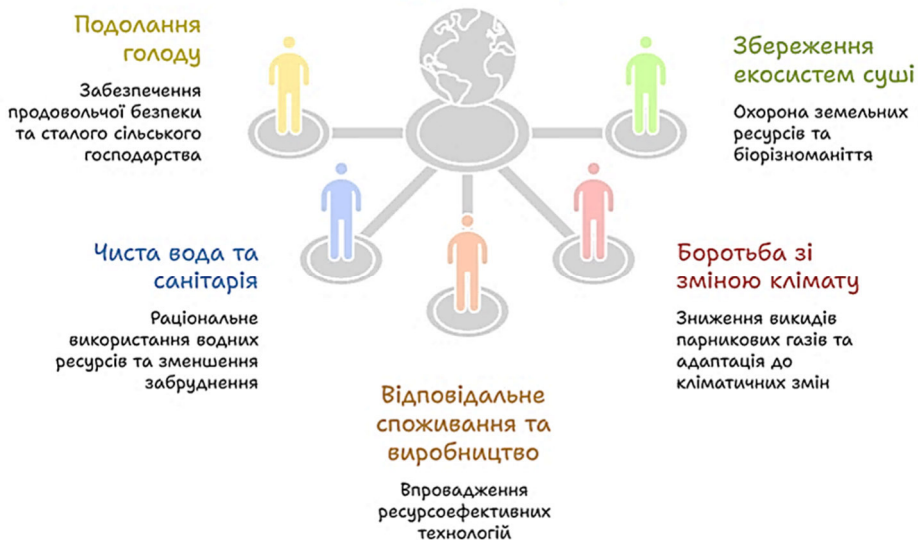 Подолання
голоду
Забезпечення
продовольчої безпеки
та сталого сільського
господарства
Збереження
екосистем суші
Охорона земельних
ресурсів та
біорізноманіття
Чиста вода та
санітарія
Раціональне
використання водних
ресурсів та зменшення
забруднення
Боротьба зі
зміною клімату
Зниження викидів
парникових газів та
адаптація до
кліматичних змін
Відповідальне
споживання та
виробництво
Впровадження
ресурсоефективних
технологій